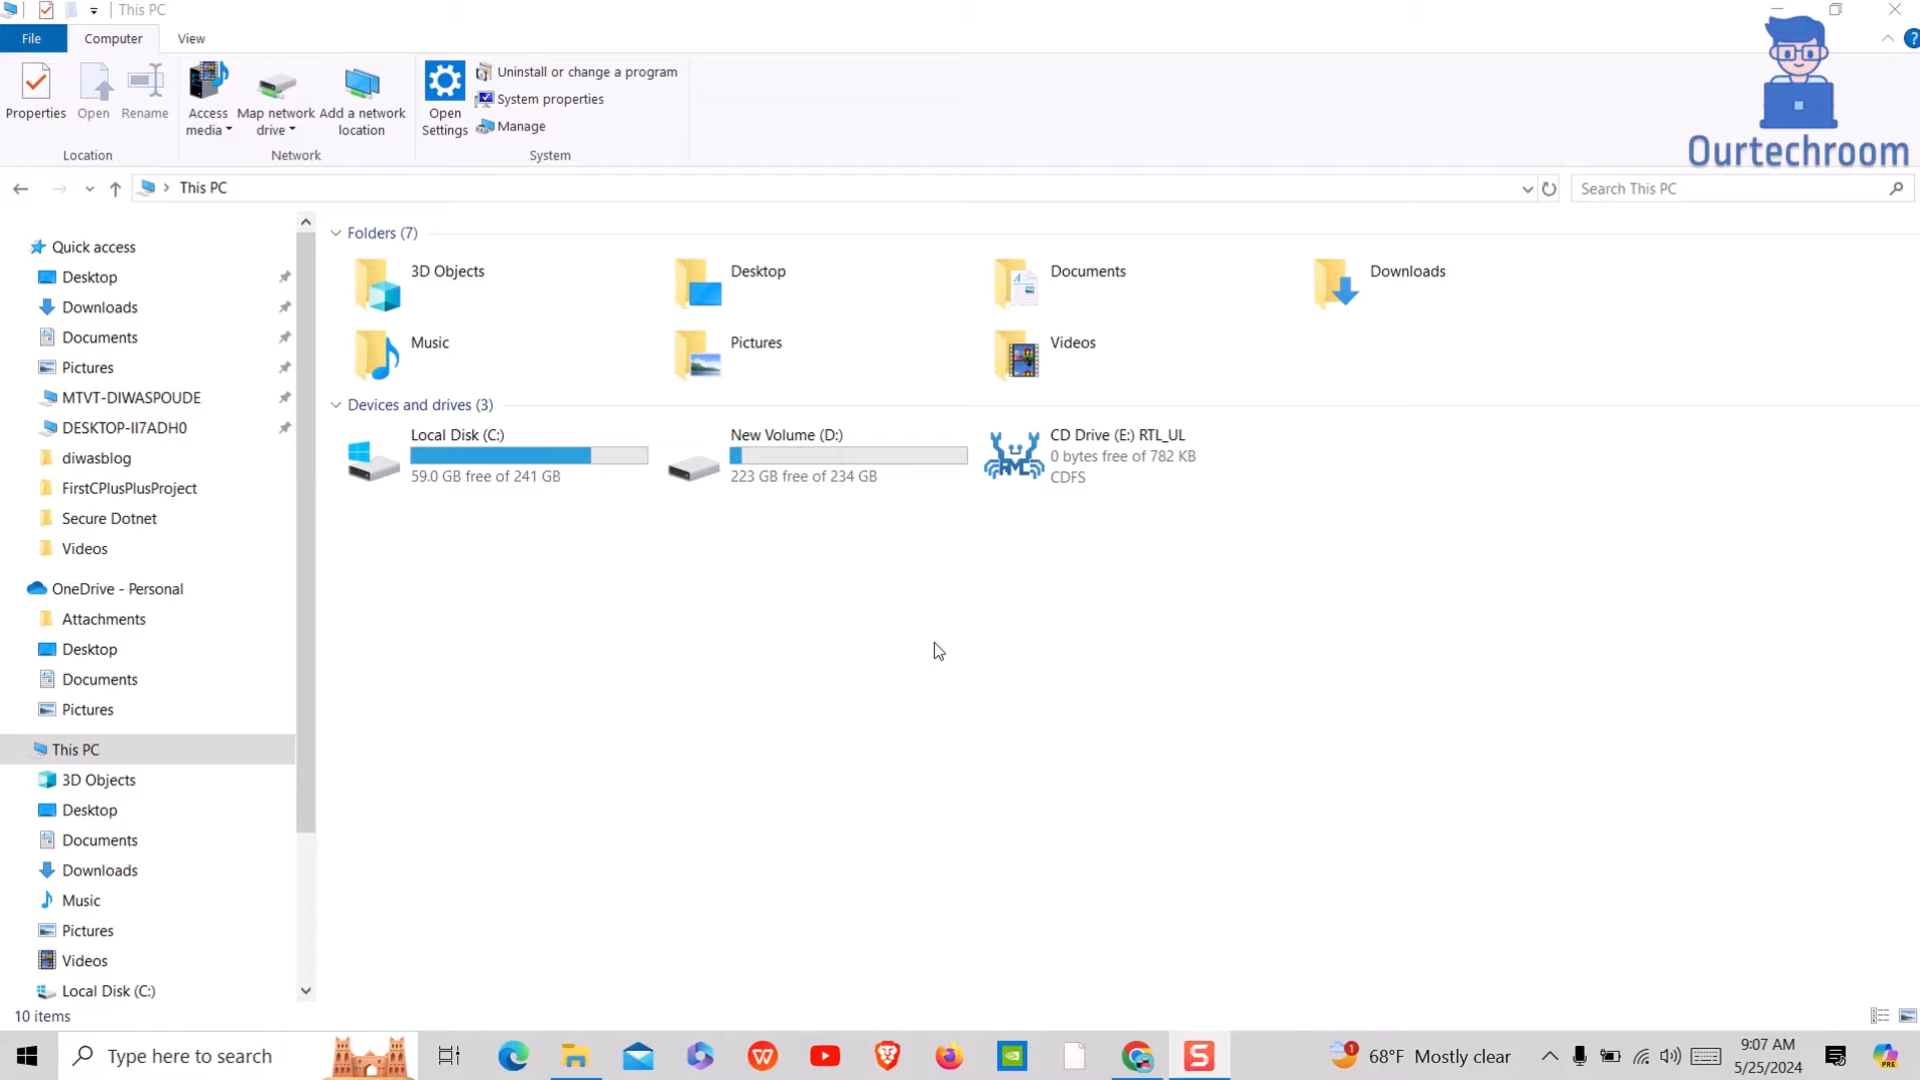 This PC
File
Computer
View
Properties
Open
Rename
Access media
Map network drive
Add a network location
Open Settings
Uninstall or change a program
System properties
Manage
Location
Network
System
Ourtechroom
This PC
Search This PC
Quick access
Desktop
Downloads
Documents
Pictures
MTVT-DIWASPOUDE
DESKTOP-II7ADH0
diwasblog
FirstCPlusPlusProject
Secure Dotnet
Videos
OneDrive - Personal
Attachments
Desktop
Documents
Pictures
This PC
3D Objects
Desktop
Documents
Downloads
Music
Pictures
Videos
Local Disk (C:)
Folders (7)
3D Objects
Desktop
Documents
Downloads
Music
Pictures
Videos
Devices and drives (3)
Local Disk (C:)
59.0 GB free of 241 GB
New Volume (D:)
223 GB free of 234 GB
CD Drive (E:) RTL_UL
0 bytes free of 782 KB
CDFS
10 items
Type here to search
1
68°F Mostly clear
9:07 AM
5/25/2024
PRE